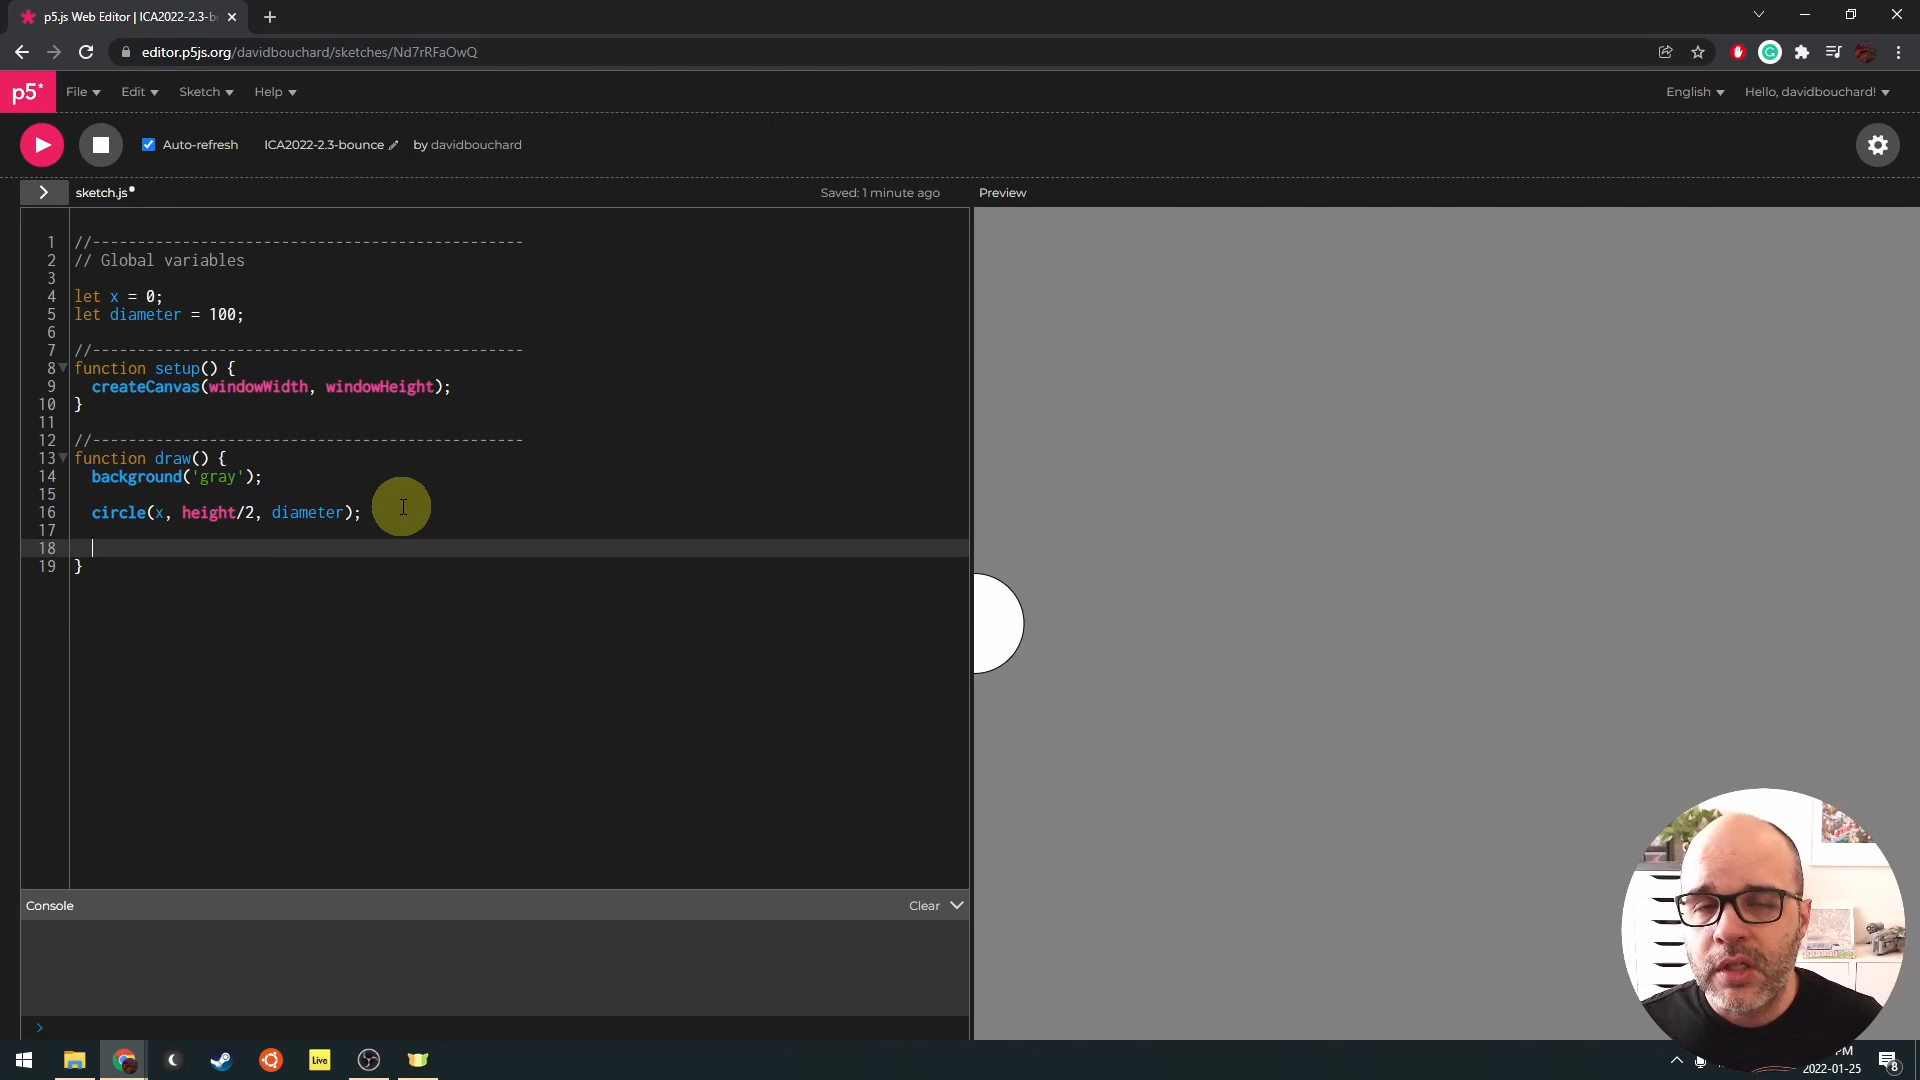 p5.js Web Editor | ICA2022-2.3-b
editor.p5js.org/davidbouchard/sketches/Nd7rRFaOwQ
p5* File Edit Sketch Help English Hello, davidbouchard!
Auto-refresh ICA2022-2.3-bounce by davidbouchard
sketch.js Saved: 1 minute ago Preview
1 //------------------------------------------------
2 // Global variables
3
4 let x = 0;
5 let diameter = 100;
6
7 //------------------------------------------------
8 function setup() {
9 createCanvas(windowWidth, windowHeight);
10 }
11
12 //------------------------------------------------
13 function draw() {
14 background('gray');
15
16 circle(x, height/2, diameter);
17
18
19 }
Console Clear
>
Live
PM
2022-01-25
8